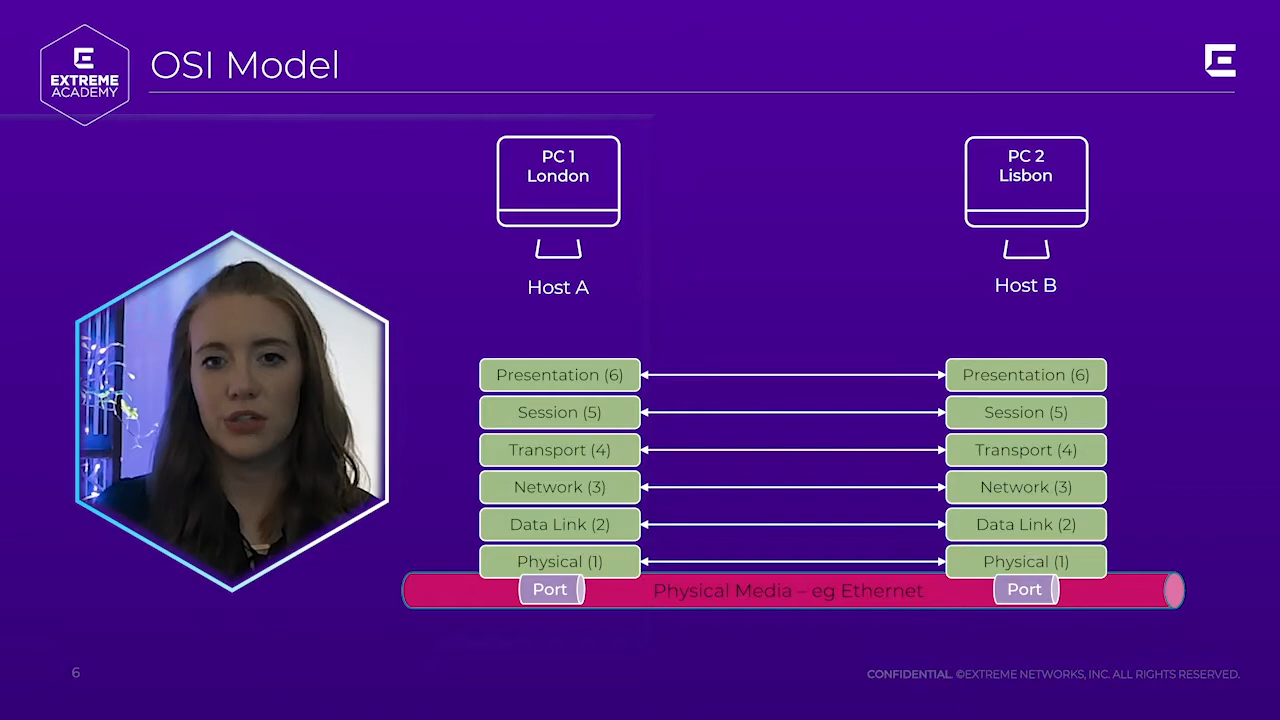 EXTREME
ACADEMY
OSI Model
PC 1
London
PC 2
Lisbon
Host A
Host B
Presentation (6)
Presentation (6)
Session (5)
Session (5)
Transport (4)
Transport (4)
Network (3)
Network (3)
Data Link (2)
Data Link (2)
Physical (1)
Physical (1)
Port
Physical Media – eg Ethernet
Port
6
CONFIDENTIAL. ©EXTREME NETWORKS, INC. ALL RIGHTS RESERVED.